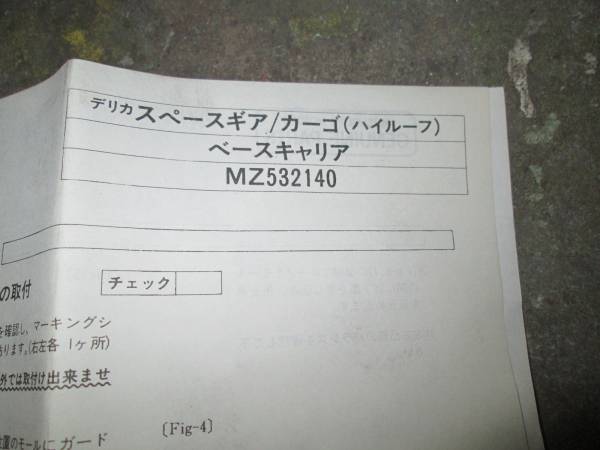 デリカ スペースギア/カーゴ(ハイルーフ)
ベースキャリア
MZ532140
チェック
の取付
を確認し、マーキングシ
ります。(右左各1ヶ所)
外では取付け出来ませ
位置のモールにガード
〔Fig-4〕